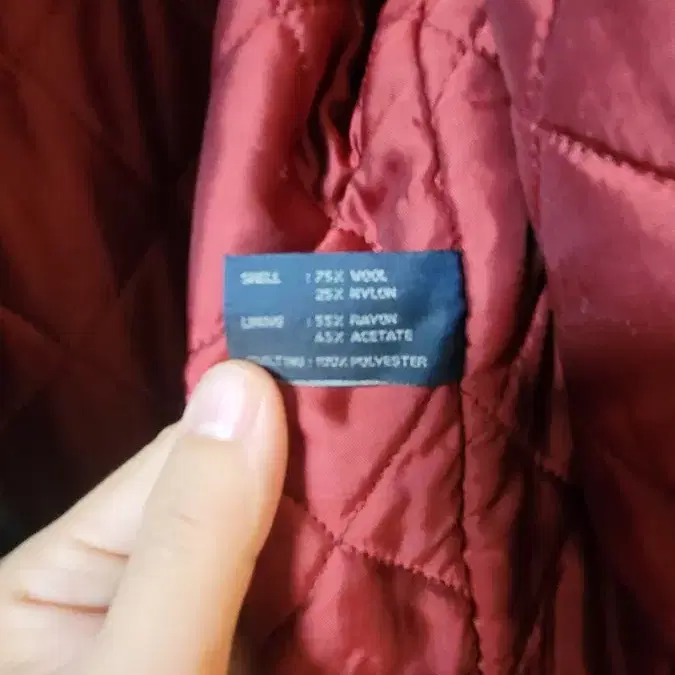 SHELL : 75% WOOL
25% NYLON
LINING : 55% RAYON
45% ACETATE
QUILTING : 100% POLYESTER